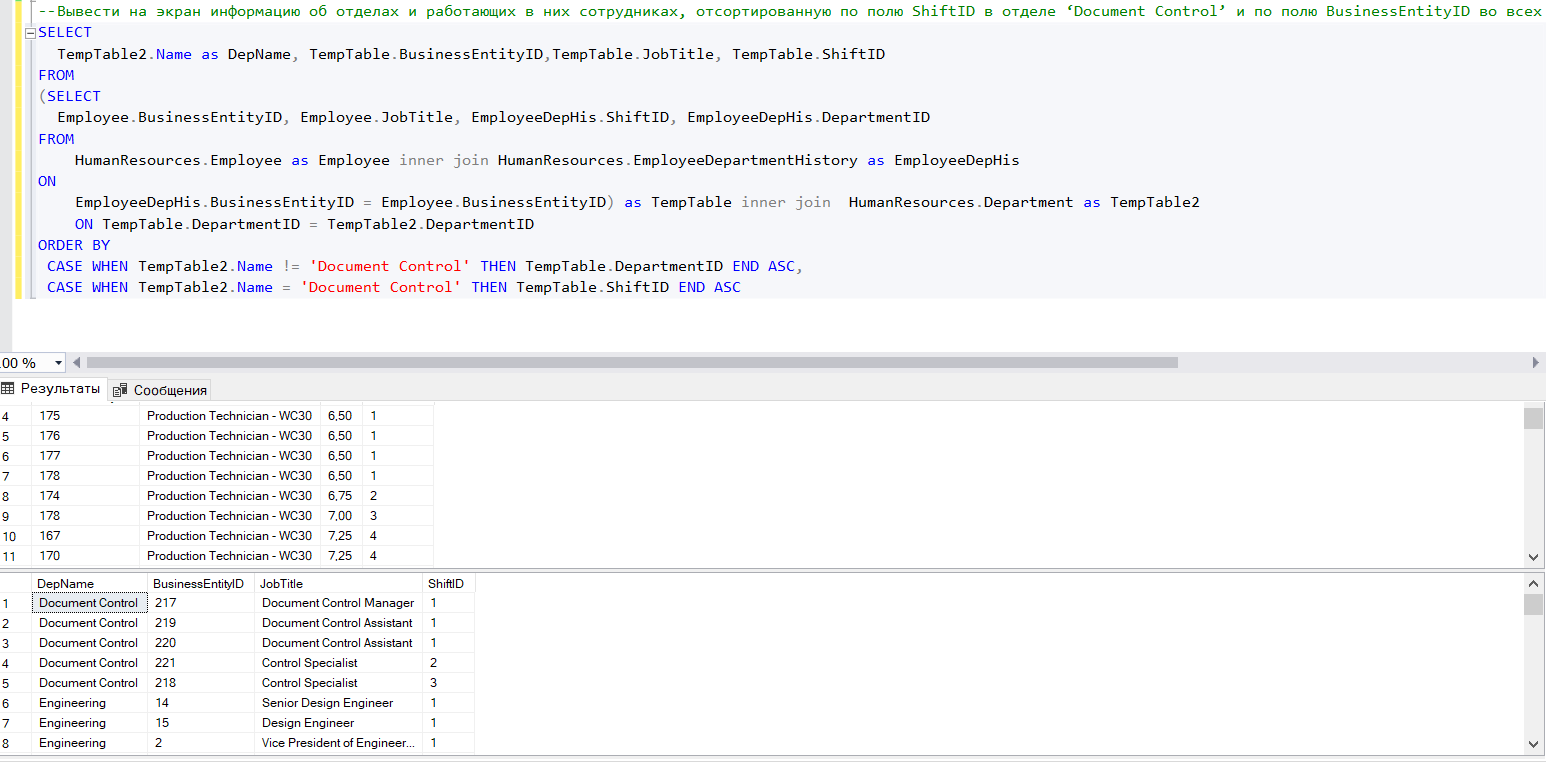 --Вывести на экран информацию об отделах и работающих в них сотрудниках, отсортированную по полю ShiftID в отделе ‘Document Control’ и по полю BusinessEntityID во всех
SELECT
TempTable2.Name as DepName, TempTable.BusinessEntityID,TempTable.JobTitle, TempTable.ShiftID
FROM
(SELECT
Employee.BusinessEntityID, Employee.JobTitle, EmployeeDepHis.ShiftID, EmployeeDepHis.DepartmentID
FROM
HumanResources.Employee as Employee inner join HumanResources.EmployeeDepartmentHistory as EmployeeDepHis
ON
EmployeeDepHis.BusinessEntityID = Employee.BusinessEntityID) as TempTable inner join HumanResources.Department as TempTable2
ON TempTable.DepartmentID = TempTable2.DepartmentID
ORDER BY
CASE WHEN TempTable2.Name != 'Document Control' THEN TempTable.DepartmentID END ASC,
CASE WHEN TempTable2.Name = 'Document Control' THEN TempTable.ShiftID END ASC
00 %
Результаты Сообщения
4 175 Production Technician - WC30 6,50 1
5 176 Production Technician - WC30 6,50 1
6 177 Production Technician - WC30 6,50 1
7 178 Production Technician - WC30 6,50 1
8 174 Production Technician - WC30 6,75 2
9 178 Production Technician - WC30 7,00 3
10 167 Production Technician - WC30 7,25 4
11 170 Production Technician - WC30 7,25 4
DepName BusinessEntityID JobTitle ShiftID
1 Document Control 217 Document Control Manager 1
2 Document Control 219 Document Control Assistant 1
3 Document Control 220 Document Control Assistant 1
4 Document Control 221 Control Specialist 2
5 Document Control 218 Control Specialist 3
6 Engineering 14 Senior Design Engineer 1
7 Engineering 15 Design Engineer 1
8 Engineering 2 Vice President of Engineer... 1